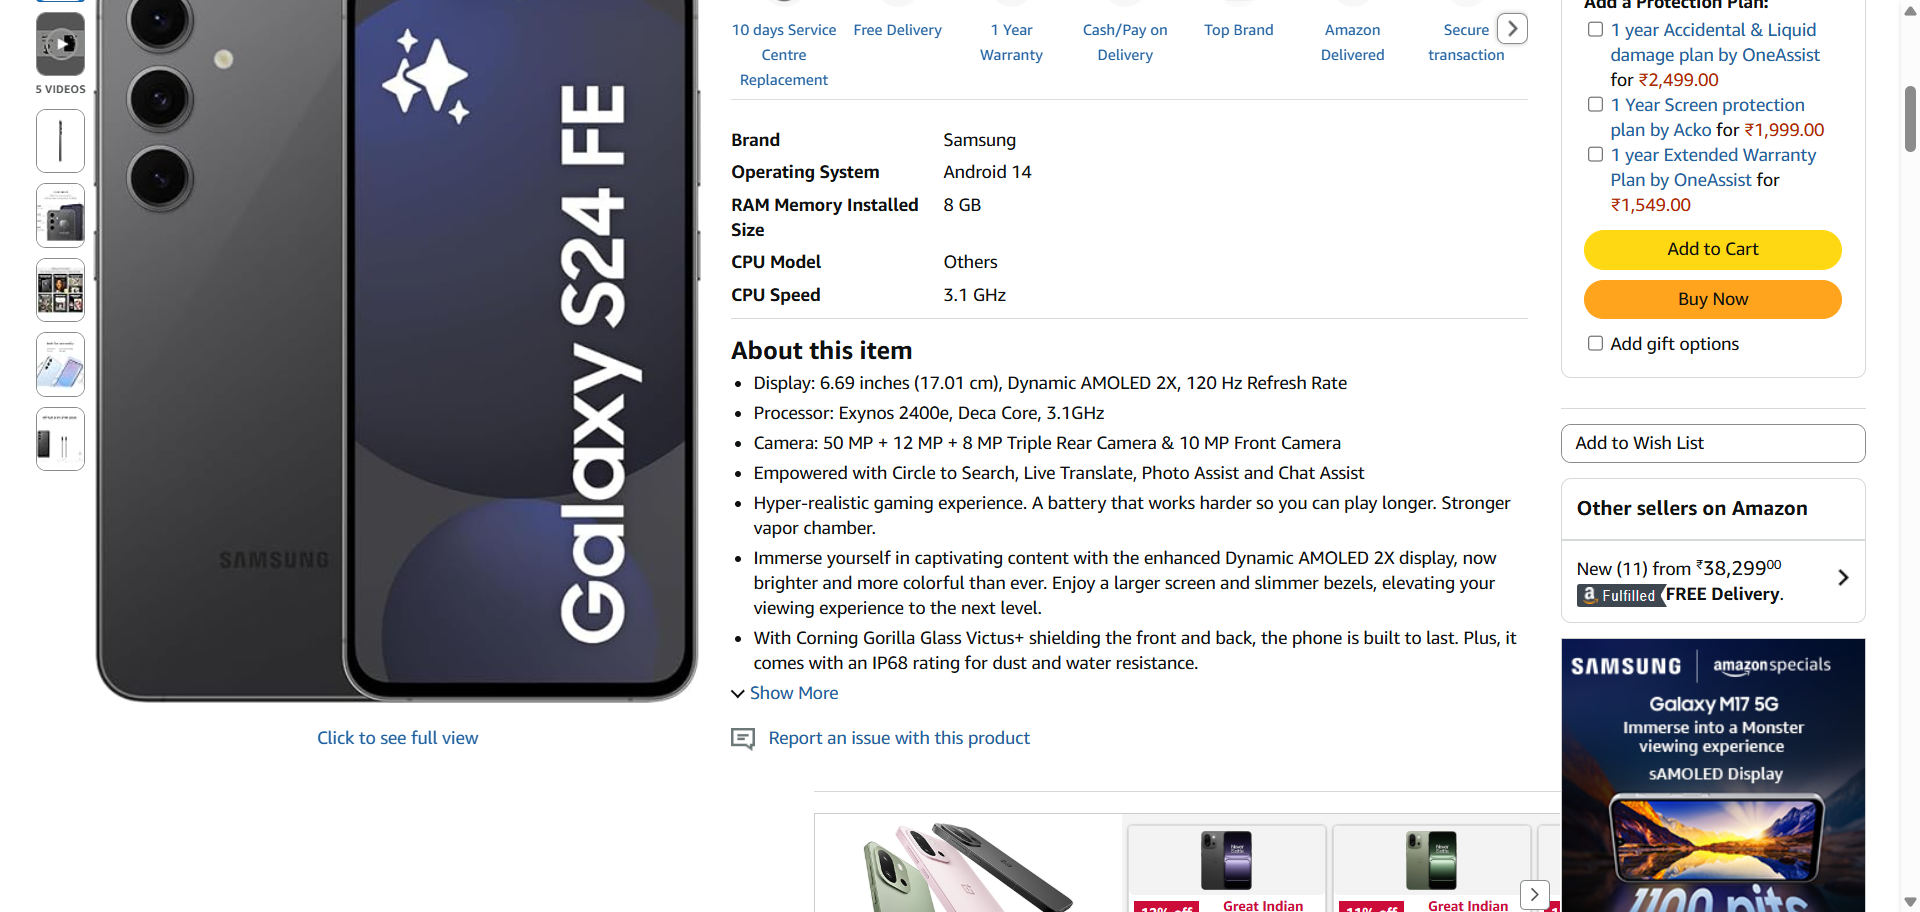 5 VIDEOS
Galaxy S24 FE
SAMSUNG
Click to see full view
10 days Service
Centre
Replacement
Free Delivery
1 Year
Warranty
Cash/Pay on
Delivery
Top Brand
Amazon
Delivered
Secure
transaction
Brand Samsung
Operating System Android 14
RAM Memory Installed 8 GB
Size
CPU Model Others
CPU Speed 3.1 GHz
About this item
• Display: 6.69 inches (17.01 cm), Dynamic AMOLED 2X, 120 Hz Refresh Rate
• Processor: Exynos 2400e, Deca Core, 3.1GHz
• Camera: 50 MP + 12 MP + 8 MP Triple Rear Camera & 10 MP Front Camera
• Empowered with Circle to Search, Live Translate, Photo Assist and Chat Assist
• Hyper-realistic gaming experience. A battery that works harder so you can play longer. Stronger
vapor chamber.
• Immerse yourself in captivating content with the enhanced Dynamic AMOLED 2X display, now
brighter and more colorful than ever. Enjoy a larger screen and slimmer bezels, elevating your
viewing experience to the next level.
• With Corning Gorilla Glass Victus+ shielding the front and back, the phone is built to last. Plus, it
comes with an IP68 rating for dust and water resistance.
Show More
Report an issue with this product
Never
Settle
12% off
Great Indian
Never
Settle
11% off
Great Indian
Add a Protection Plan:
1 year Accidental & Liquid
damage plan by OneAssist
for ₹2,499.00
1 Year Screen protection
plan by Acko for ₹1,999.00
1 year Extended Warranty
Plan by OneAssist for
₹1,549.00
Add to Cart
Buy Now
Add gift options
Add to Wish List
Other sellers on Amazon
New (11) from ₹38,29900
a Fulfilled FREE Delivery.
SAMSUNG | amazonspecials
Galaxy M17 5G
Immerse into a Monster
viewing experience
sAMOLED Display
1100 nits